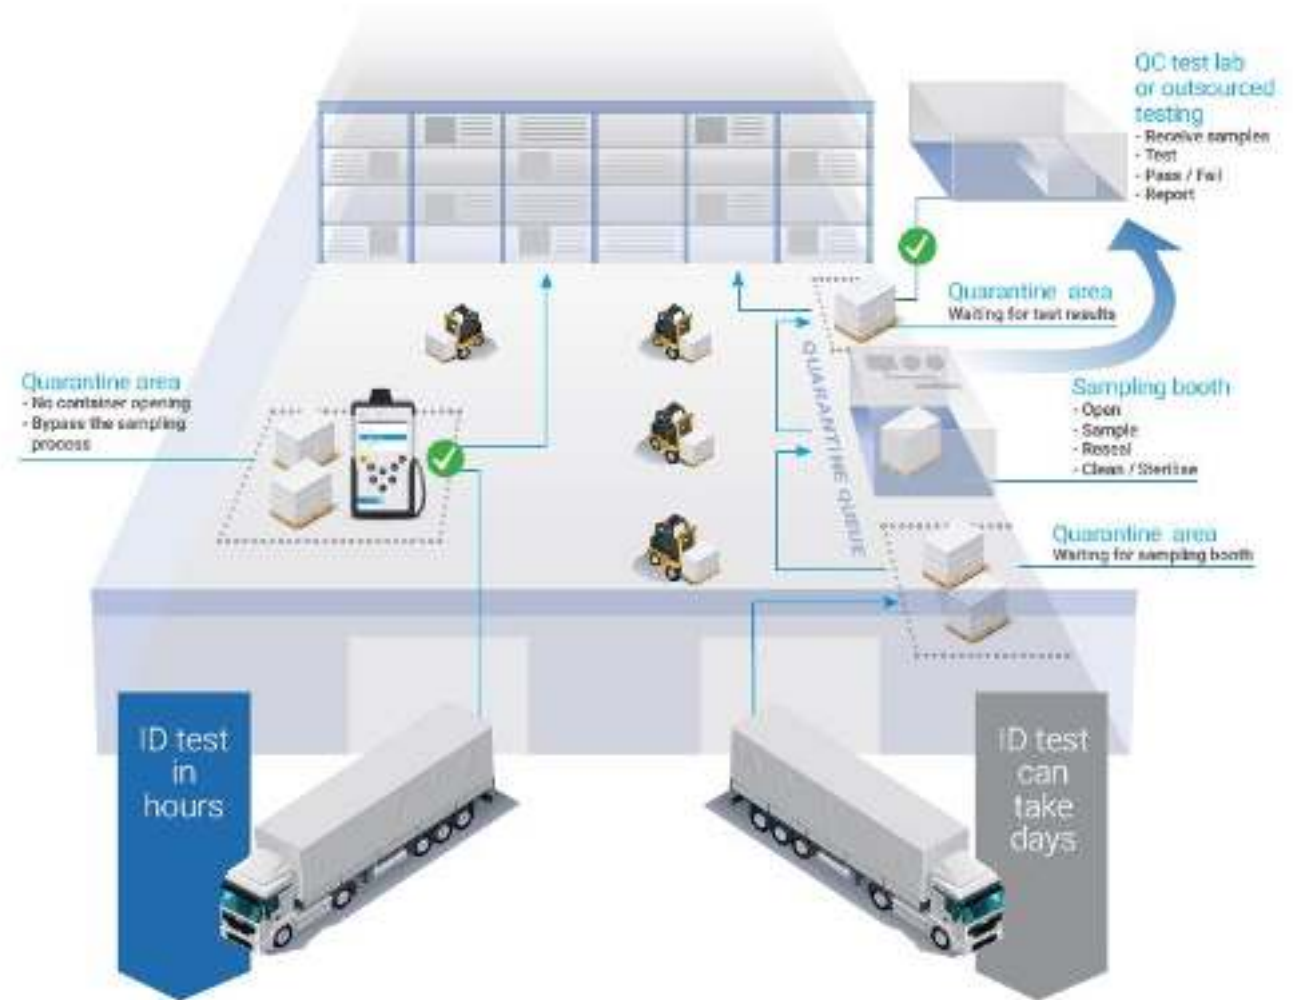 QC test lab
or outsourced
testing
- Receive samples
- Test
- Pass / Fail
- Report
Quarantine area
Waiting for test results
Quarantine area
- No container opening
- Bypass the sampling
process
QUARANTINE QUEUE
Sampling booth
- Open
- Sample
- Reseal
- Clean / Sterilise
Quarantine area
Waiting for sampling booth
ID test
in
hours
ID test
can
take
days